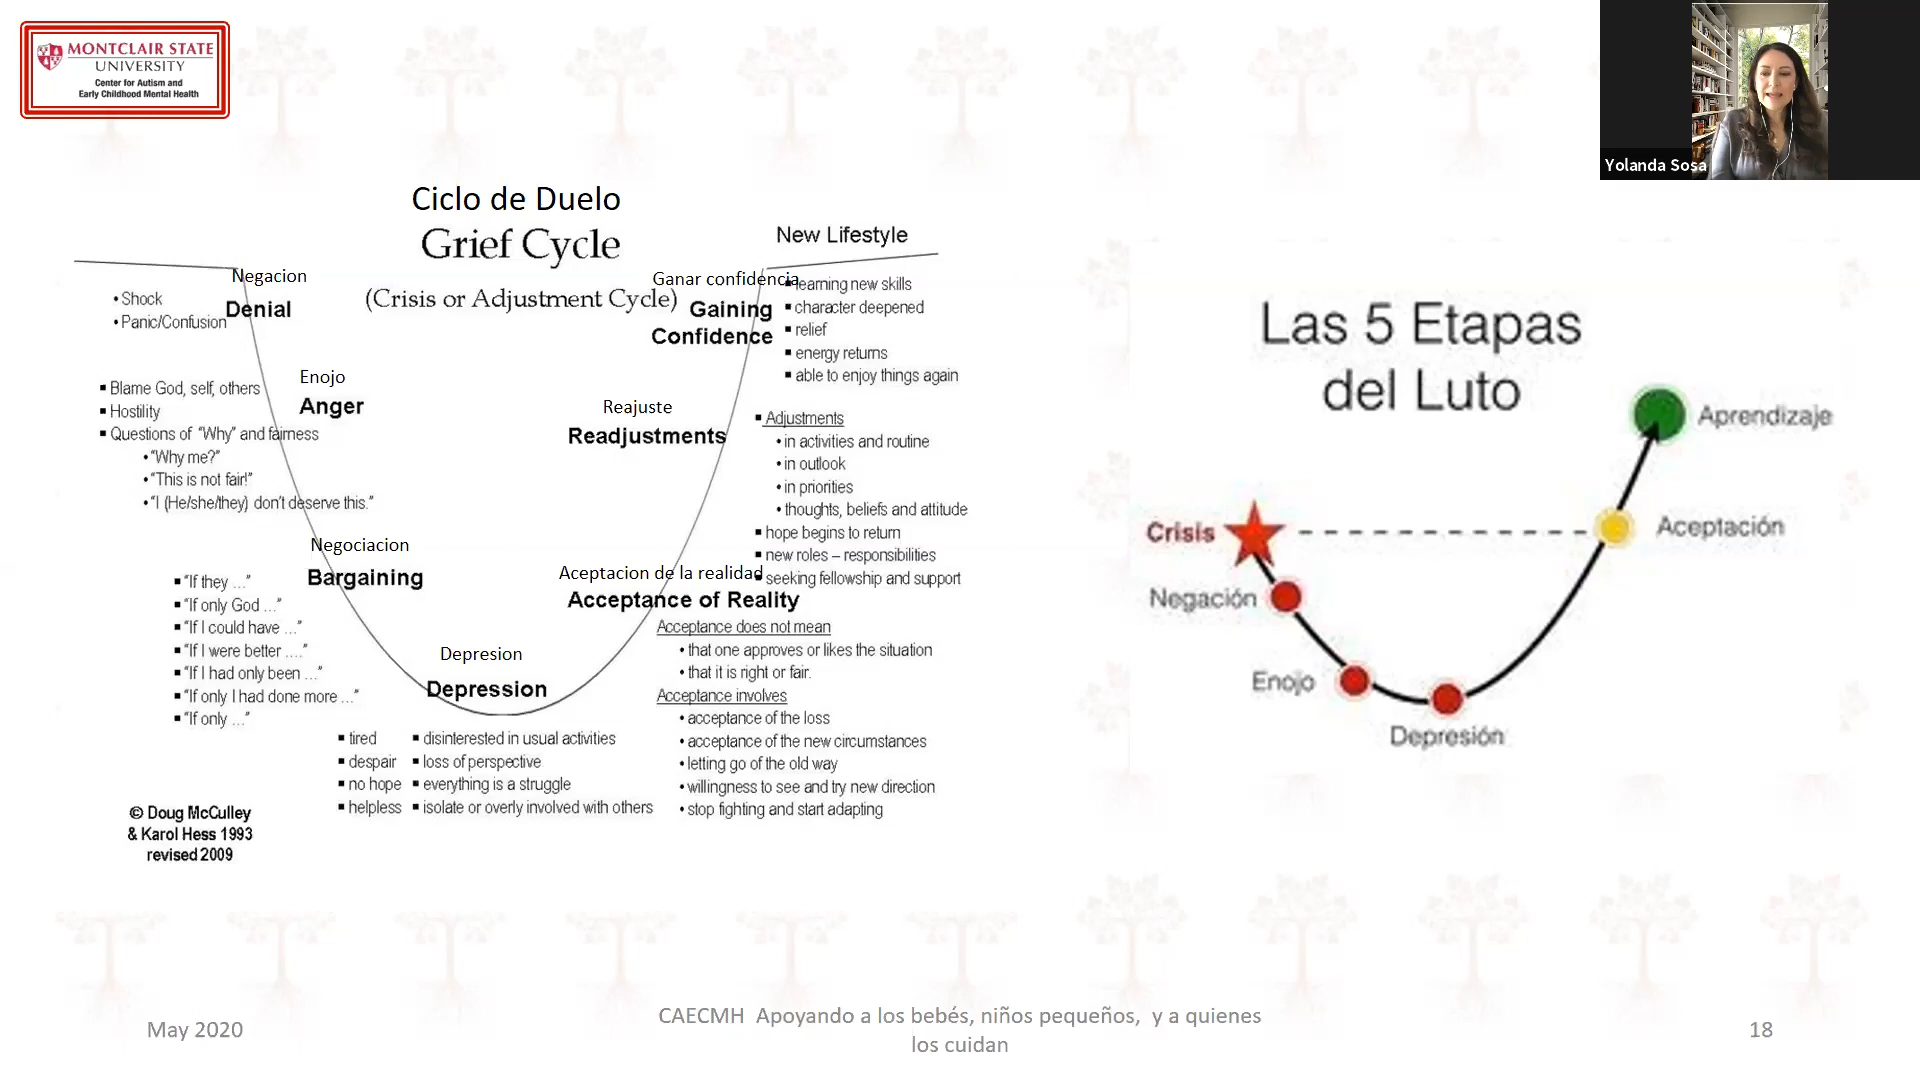 MONTCLAIR STATE
UNIVERSITY
Center for Autism and
Early Childhood Mental Health
Yolanda Sosa
Ciclo de Duelo
Grief Cycle
(Crisis or Adjustment Cycle)
New Lifestyle
Negacion
Denial
•Shock
•Panic/Confusion
Enojo
Anger
▪Blame God, self, others
▪Hostility
▪Questions of "Why" and fairness
•"Why me?"
•"This is not fair!"
•"I (He/she/they) don't deserve this."
Negociacion
Bargaining
▪"If they ..."
▪"If only God ..."
▪"If I could have ..."
▪"If I were better ...."
▪"If I had only been ..."
▪"If only I had done more ..."
▪"If only ..."
Depresion
Depression
▪tired ▪disinterested in usual activities
▪despair ▪loss of perspective
▪no hope ▪everything is a struggle
▪helpless ▪isolate or overly involved with others
Aceptacion de la realidad
Acceptance of Reality
Acceptance does not mean
•that one approves or likes the situation
•that it is right or fair.
Acceptance involves
•acceptance of the loss
•acceptance of the new circumstances
•letting go of the old way
•willingness to see and try new direction
•stop fighting and start adapting
Reajuste
Readjustments
▪Adjustments
•in activities and routine
•in outlook
•in priorities
•thoughts, beliefs and attitude
▪hope begins to return
▪new roles – responsibilities
▪seeking fellowship and support
Ganar confidencia
Gaining
Confidence
▪learning new skills
▪character deepened
▪relief
▪energy returns
▪able to enjoy things again
© Doug McCulley
& Karol Hess 1993
revised 2009
Las 5 Etapas
del Luto
Crisis
Negación
Enojo
Depresión
Aceptación
Aprendizaje
May 2020
CAECMH  Apoyando a los bebés, niños pequeños,  y a quienes
los cuidan
18